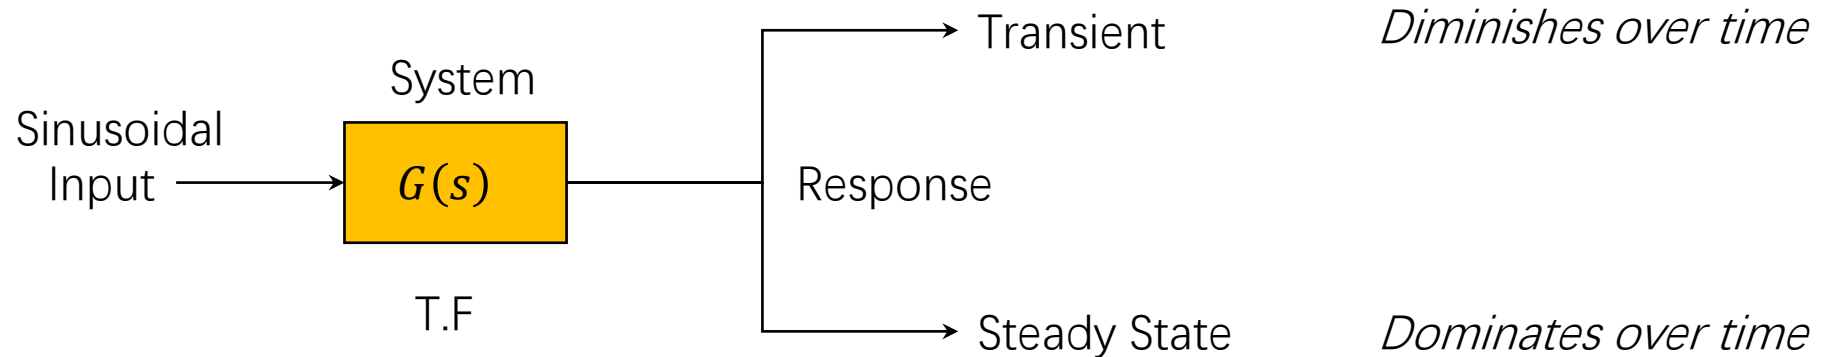 Sinusoidal
Input
System
G(s)
T.F
Response
Transient
Diminishes over time
Steady State
Dominates over time